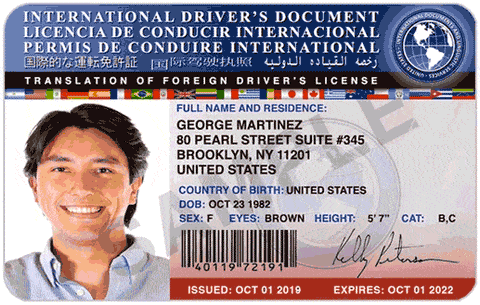 INTERNATIONAL DRIVER'S DOCUMENT
LICENCIA DE CONDUCIR INTERNACIONAL
PERMIS DE CONDUIRE INTERNATIONAL
国際的な運転免許証 国际驾驶执照 رخصه القياده الدوليه
TRANSLATION OF FOREIGN DRIVER'S LICENSE
FULL NAME AND RESIDENCE:
GEORGE MARTINEZ
80 PEARL STREET SUITE #345
BROOKLYN, NY 11201
UNITED STATES
COUNTRY OF BIRTH: UNITED STATES
DOB: OCT 23 1982
SEX: F EYES: BROWN HEIGHT: 5' 7" CAT: B,C
40119 72191
Kelly Peterson
ISSUED: OCT 01 2019 EXPIRES: OCT 01 2022
SAMPLE